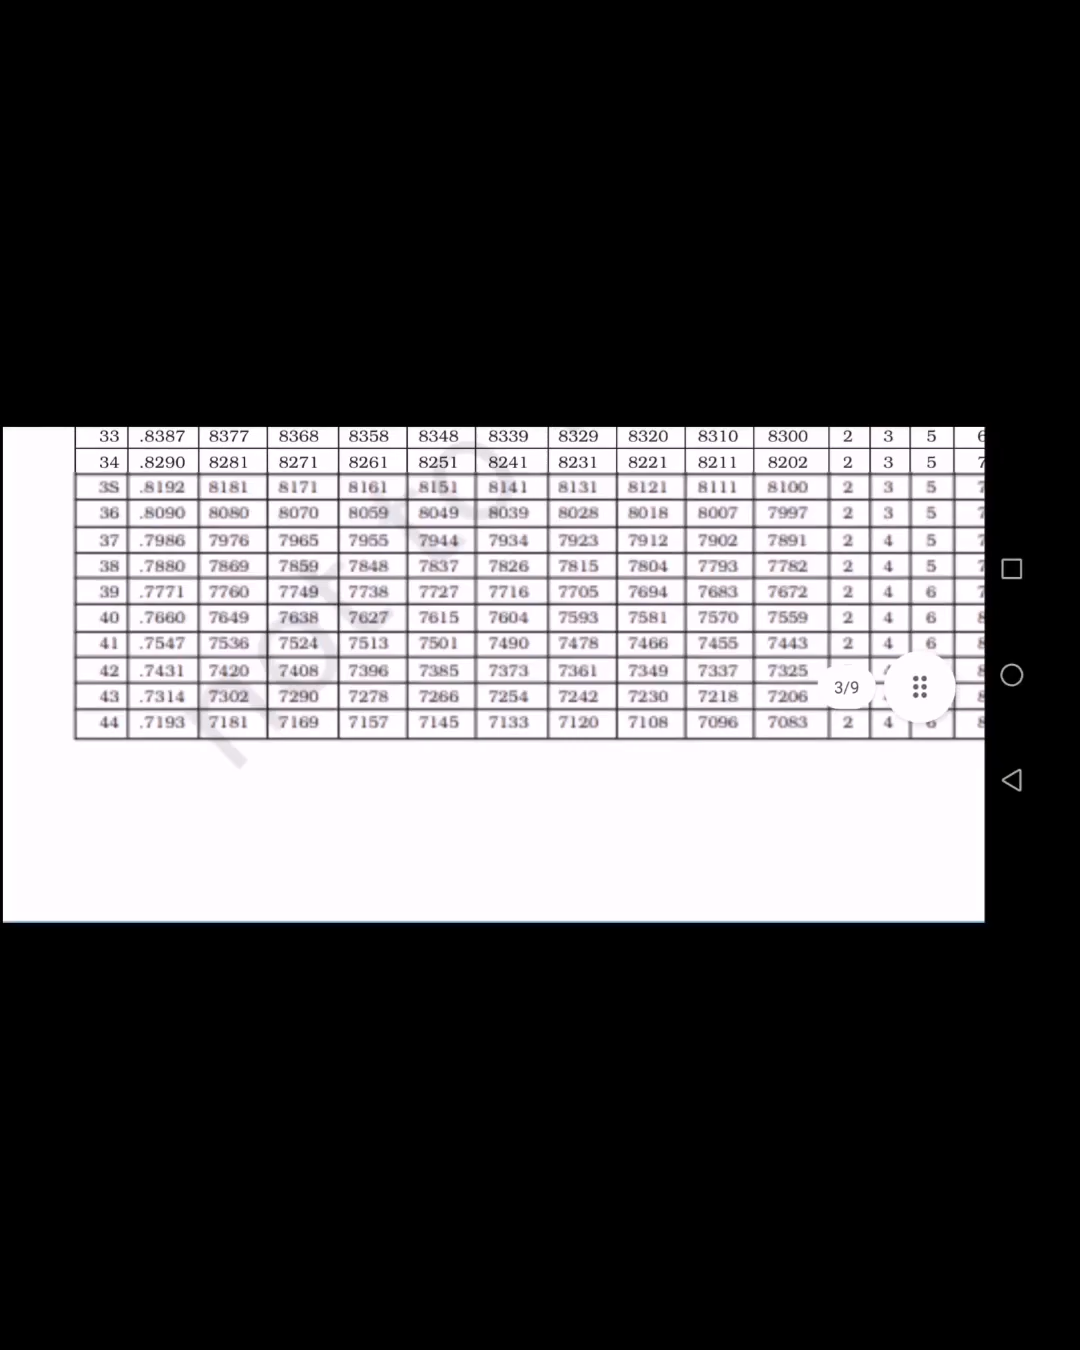 33 .8387 8377 8368 8358 8348 8339 8329 8320 8310 8300 2 3 5
34 .8290 8281 8271 8261 8251 8241 8231 8221 8211 8202 2 3 5
3S .8192 8181 8171 8161 8151 8141 8131 8121 8111 8100 2 3 5
36 .8090 8080 8070 8059 8049 8039 8028 8018 8007 7997 2 3 5
37 .7986 7976 7965 7955 7944 7934 7923 7912 7902 7891 2 4 5
38 .7880 7869 7859 7848 7837 7826 7815 7804 7793 7782 2 4 5
39 .7771 7760 7749 7738 7727 7716 7705 7694 7683 7672 2 4 6
40 .7660 7649 7638 7627 7615 7604 7593 7581 7570 7559 2 4 6
41 .7547 7536 7524 7513 7501 7490 7478 7466 7455 7443 2 4 6
42 .7431 7420 7408 7396 7385 7373 7361 7349 7337 7325
43 .7314 7302 7290 7278 7266 7254 7242 7230 7218 7206
44 .7193 7181 7169 7157 7145 7133 7120 7108 7096 7083 2 4
3/9
not to